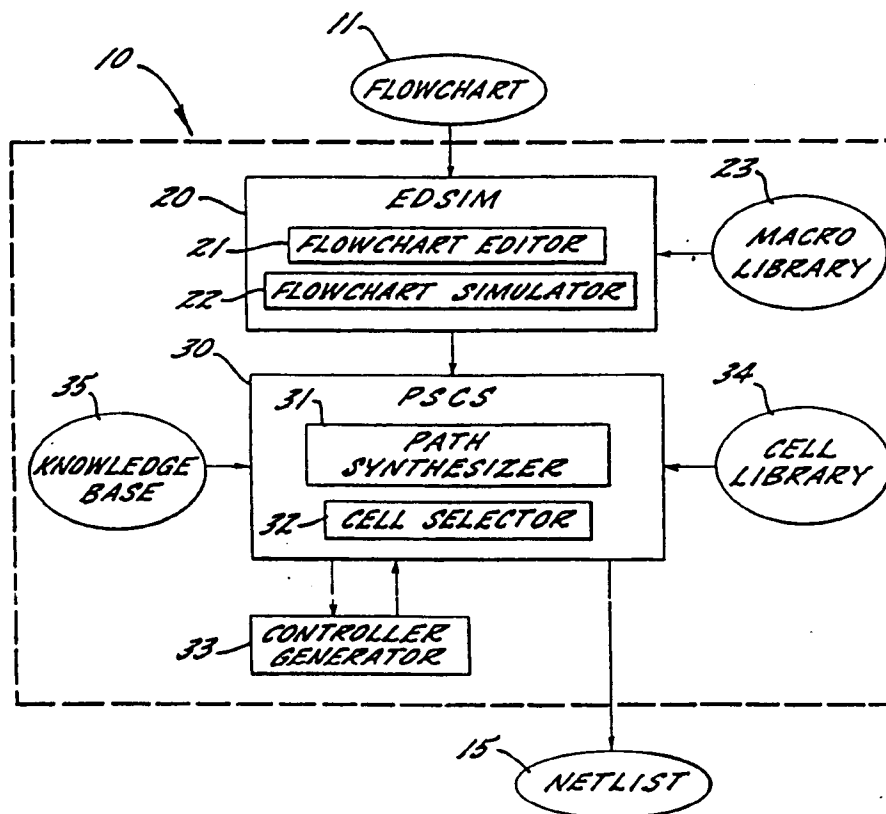 11
10
FLOWCHART
20
EDSIM
23
21
FLOWCHART EDITOR
MACRO
LIBRARY
22
FLOWCHART SIMULATOR
30
35
PSCS
34
31
PATH
SYNTHESIZER
KNOWLEDGE
BASE
CELL
LIBRARY
32
CELL SELECTOR
33
CONTROLLER
GENERATOR
15
NETLIST